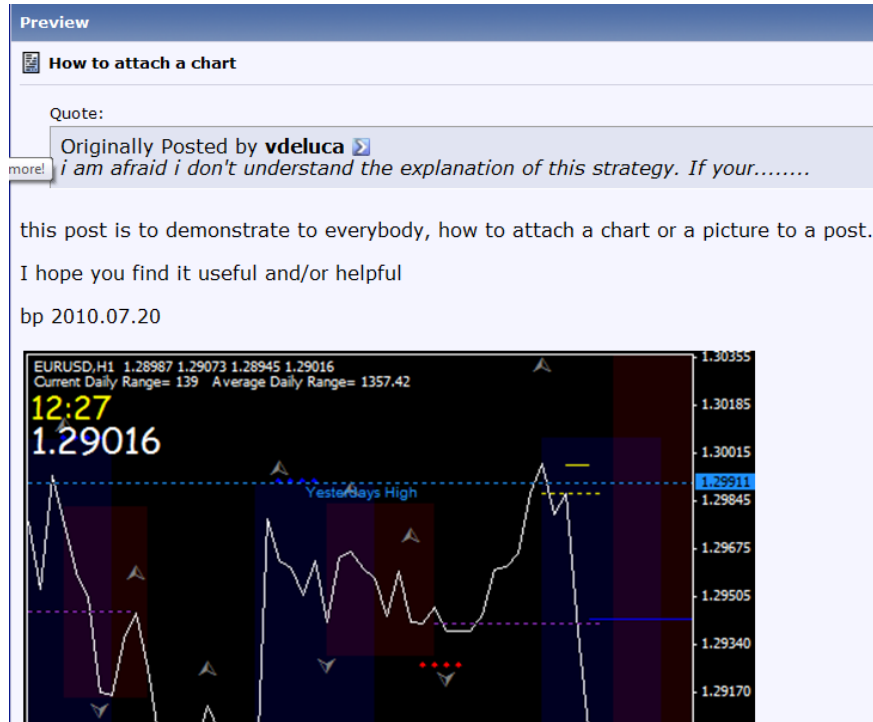 Preview
How to attach a chart
Quote:
Originally Posted by vdeluca
more!
i am afraid i don't understand the explanation of this strategy. If your........
this post is to demonstrate to everybody, how to attach a chart or a picture to a post.
I hope you find it useful and/or helpful
bp 2010.07.20
EURUSD,H1 1.28987 1.29073 1.28945 1.29016
Current Daily Range= 139 Average Daily Range= 1357.42
12:27
1.29016
Yesterdays High
1.30355
1.30185
1.30015
1.29911
1.29845
1.29675
1.29505
1.29340
1.29170